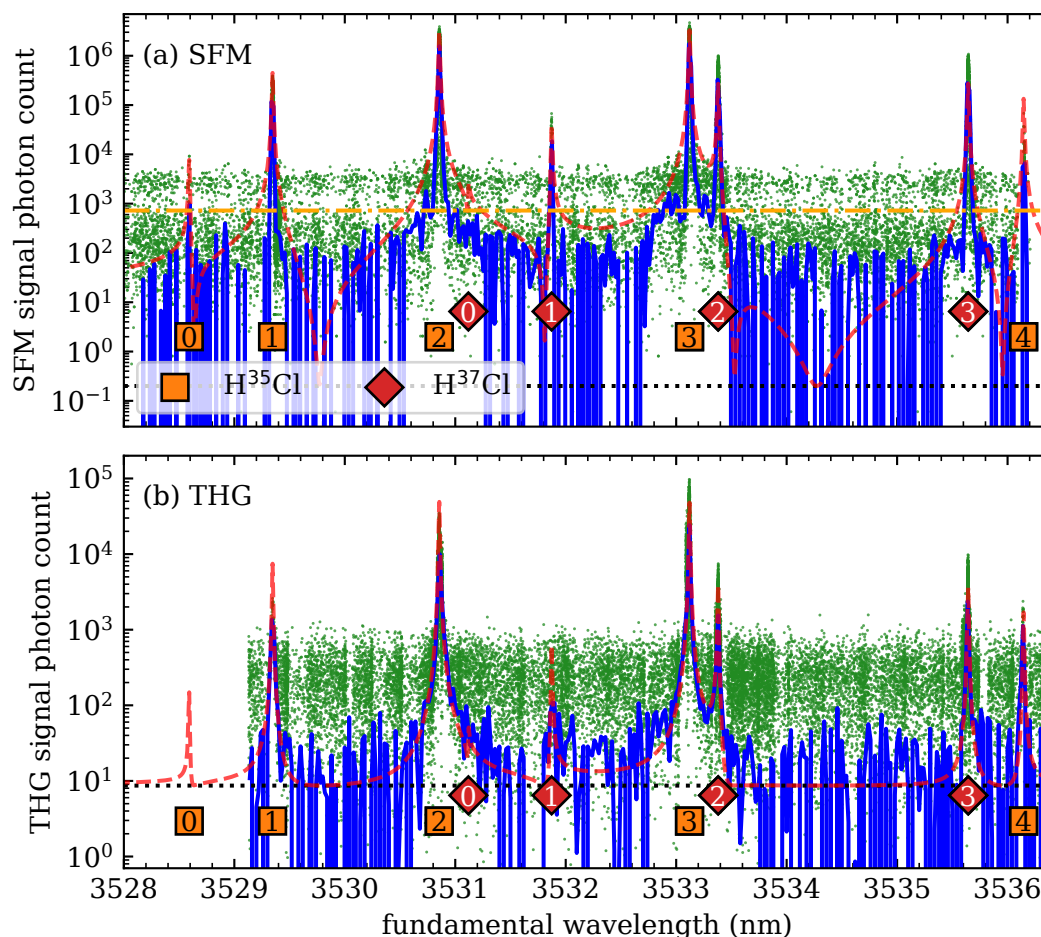 (a) SFM
SFM signal photon count
10⁶
10⁵
10⁴
10³
10²
10¹
10⁰
10⁻¹
0 1 2 0 1 3 2 3 4
H³⁵Cl H³⁷Cl
(b) THG
THG signal photon count
10⁵
10⁴
10³
10²
10¹
10⁰
0 1 2 0 1 3 2 3 4
3528 3529 3530 3531 3532 3533 3534 3535 3536
fundamental wavelength (nm)